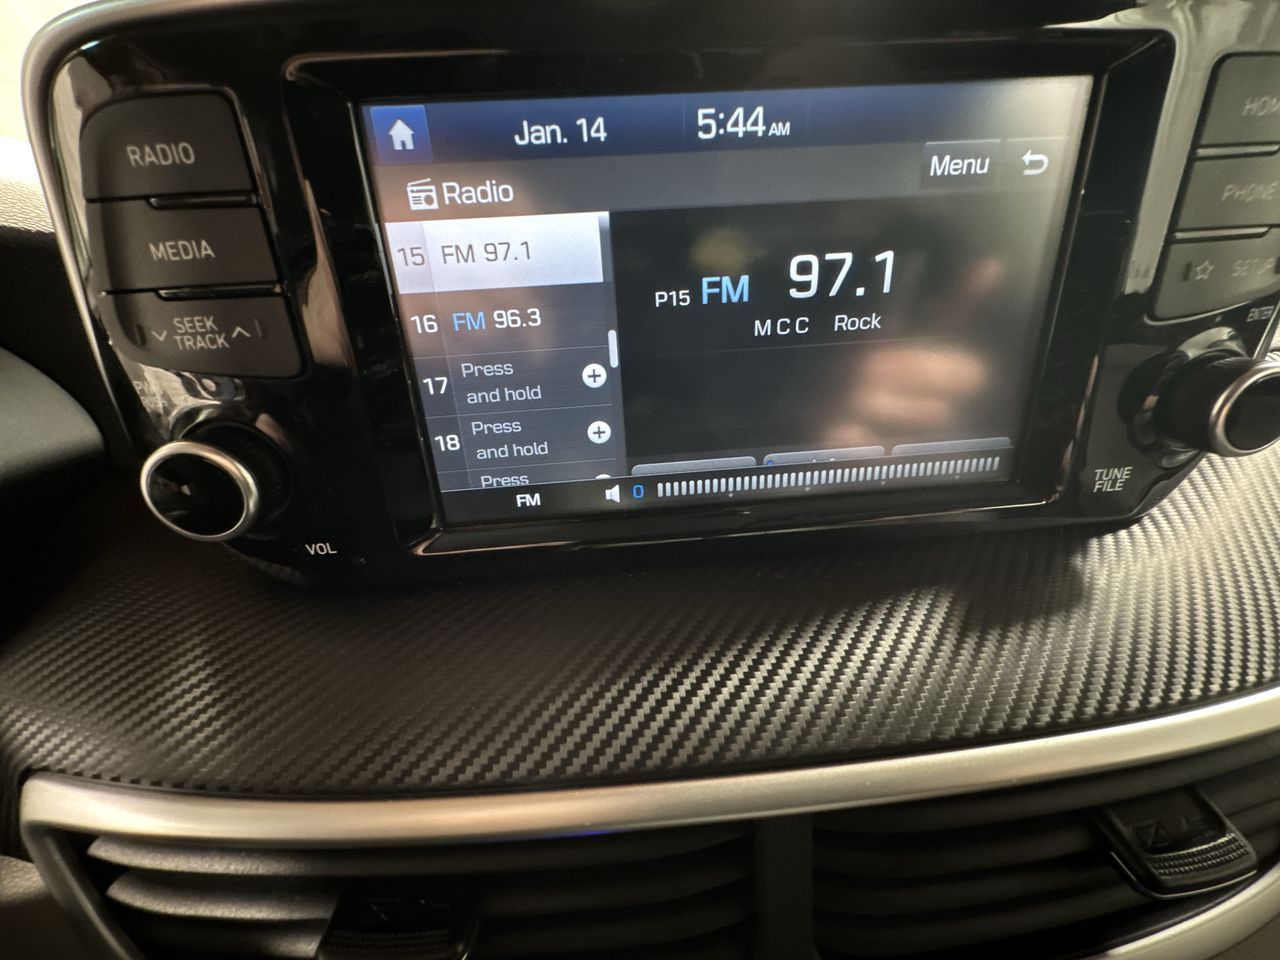 RADIO
MEDIA
SEEK
TRACK
VOL
Jan. 14
5:44 AM
Radio
Menu
15 FM 97.1
16 FM 96.3
17 Press
and hold
18 Press
and hold
Press
P15 FM 97.1
MCC Rock
FM
0
PHONE
ENTER
TUNE
FILE